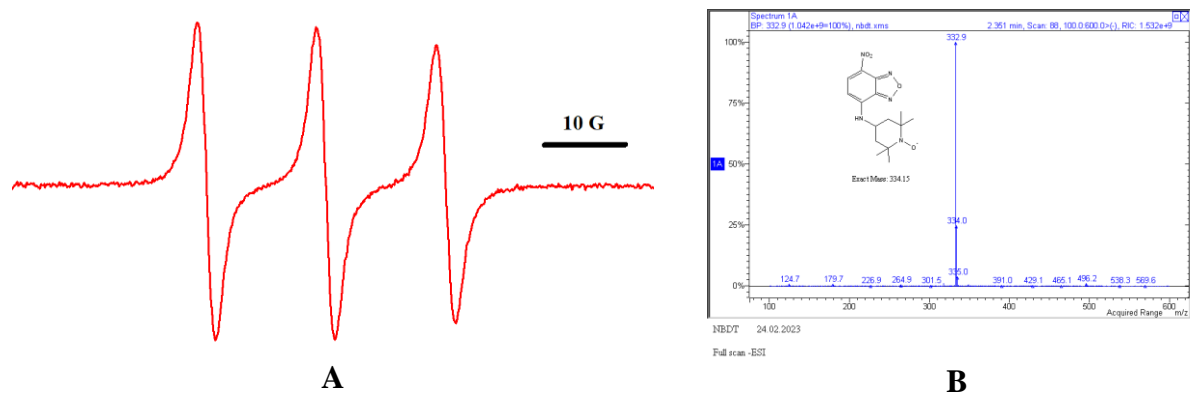 10 G
A
Spectrum 1A
BP: 332.9 (1.042e+9=100%), nbdt.xms
2.351 min, Scan: 88, 100.0:600.0>(-), RIC: 1.532e+9
100%
75%
50%
25%
0%
1A
332.9
334.0
335.0
124.7
179.7
226.9
264.9
301.5
391.0
429.1
465.1
496.2
538.3
569.6
NO2
N
O
N
HN
N
O-
Exact Mass: 334.15
100
200
300
400
500
600
Acquired Range m/z
NBDT 24.02.2023
Full scan -ESI
B